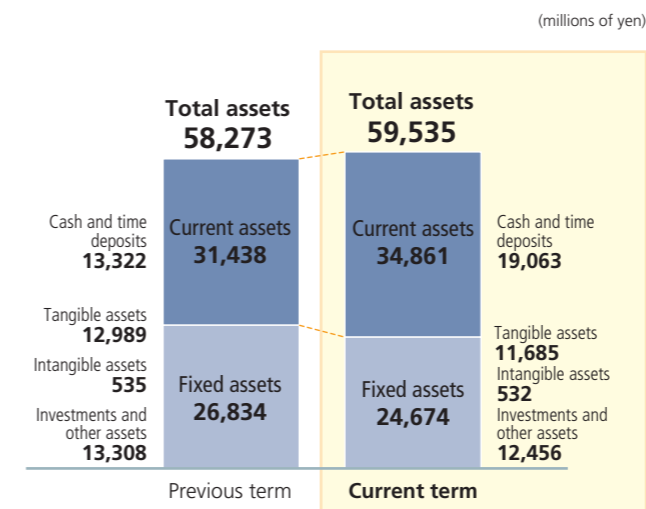 (millions of yen)
Total assets
58,273
Total assets
59,535
Cash and time
deposits
13,322
Current assets
31,438
Current assets
34,861
Cash and time
deposits
19,063
Tangible assets
12,989
Intangible assets
535
Investments and
other assets
13,308
Fixed assets
26,834
Fixed assets
24,674
Tangible assets
11,685
Intangible assets
532
Investments and
other assets
12,456
Previous term
Current term